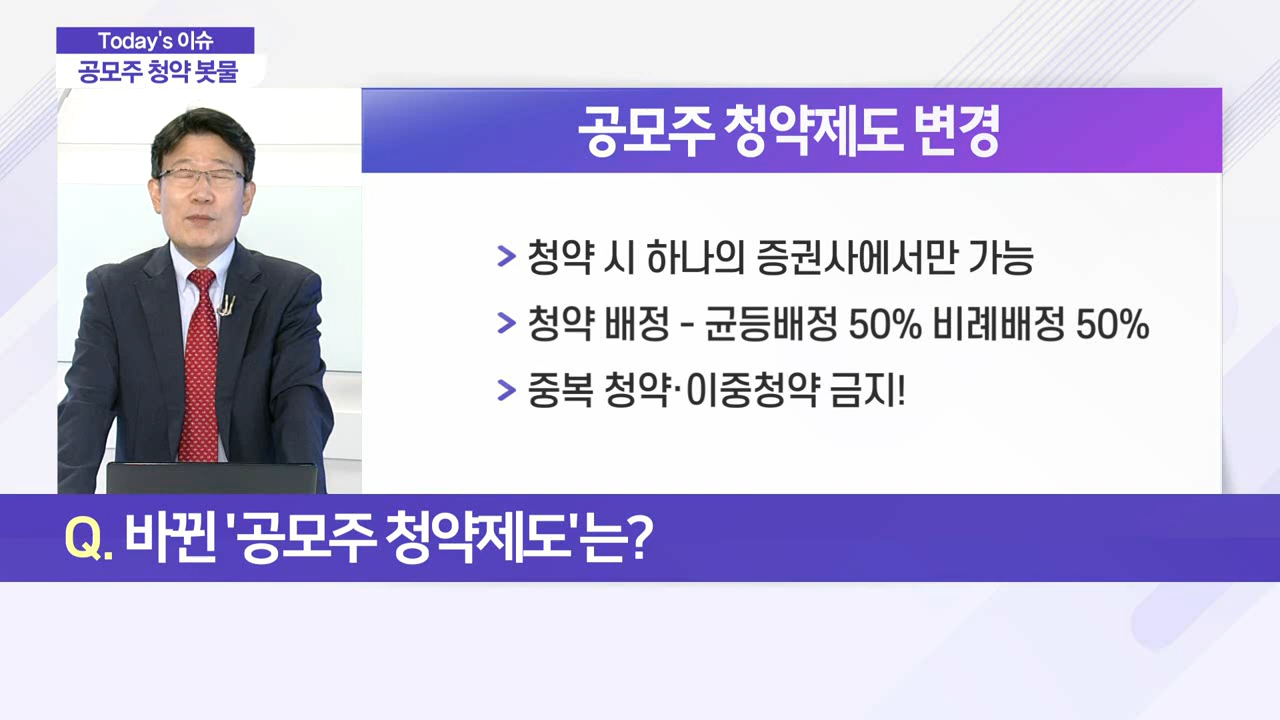 Today's 이슈
공모주 청약 봇물
공모주 청약제도 변경
> 청약 시 하나의 증권사에서만 가능
> 청약 배정 - 균등배정 50% 비례배정 50%
> 중복 청약·이중청약 금지!
Q. 바뀐 '공모주 청약제도'는?